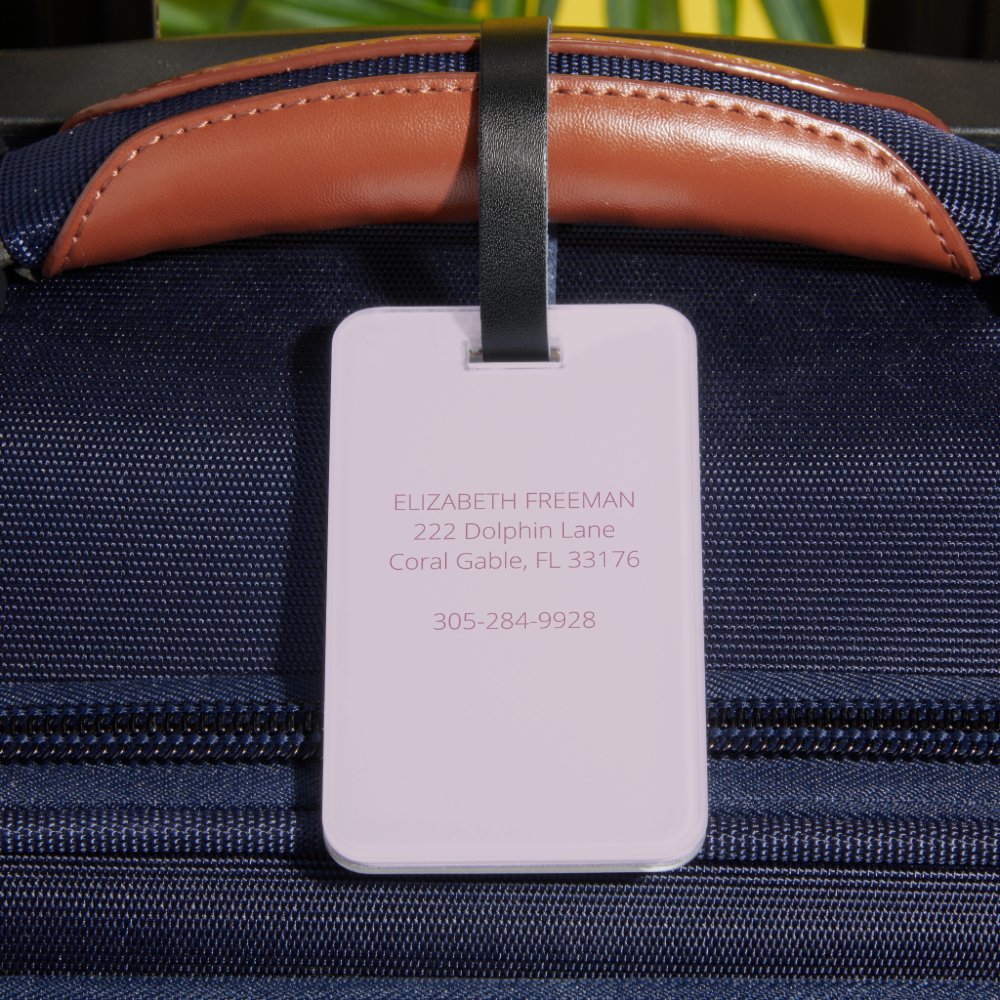 ELIZABETH FREEMAN
222 Dolphin Lane
Coral Gable, FL 33176
305-284-9928